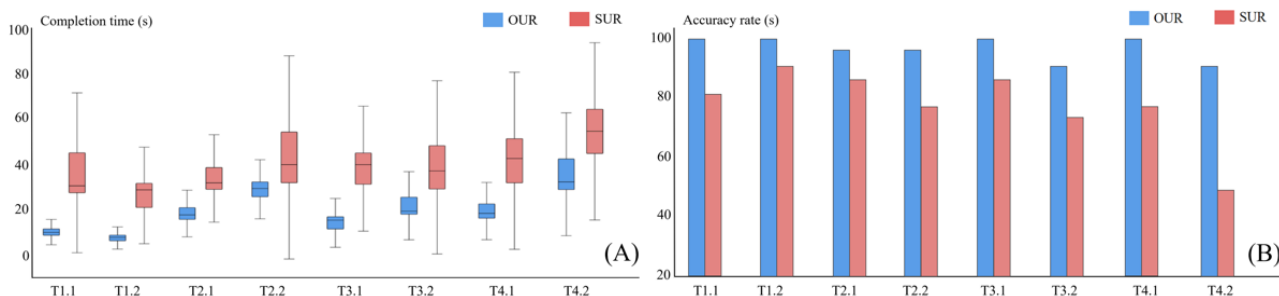 Completion time (s)
OUR
SUR
100
80
60
40
20
0
T1.1
T1.2
T2.1
T2.2
T3.1
T3.2
T4.1
T4.2
(A)
Accuracy rate (s)
OUR
SUR
100
80
60
40
20
T1.1
T1.2
T2.1
T2.2
T3.1
T3.2
T4.1
T4.2
(B)